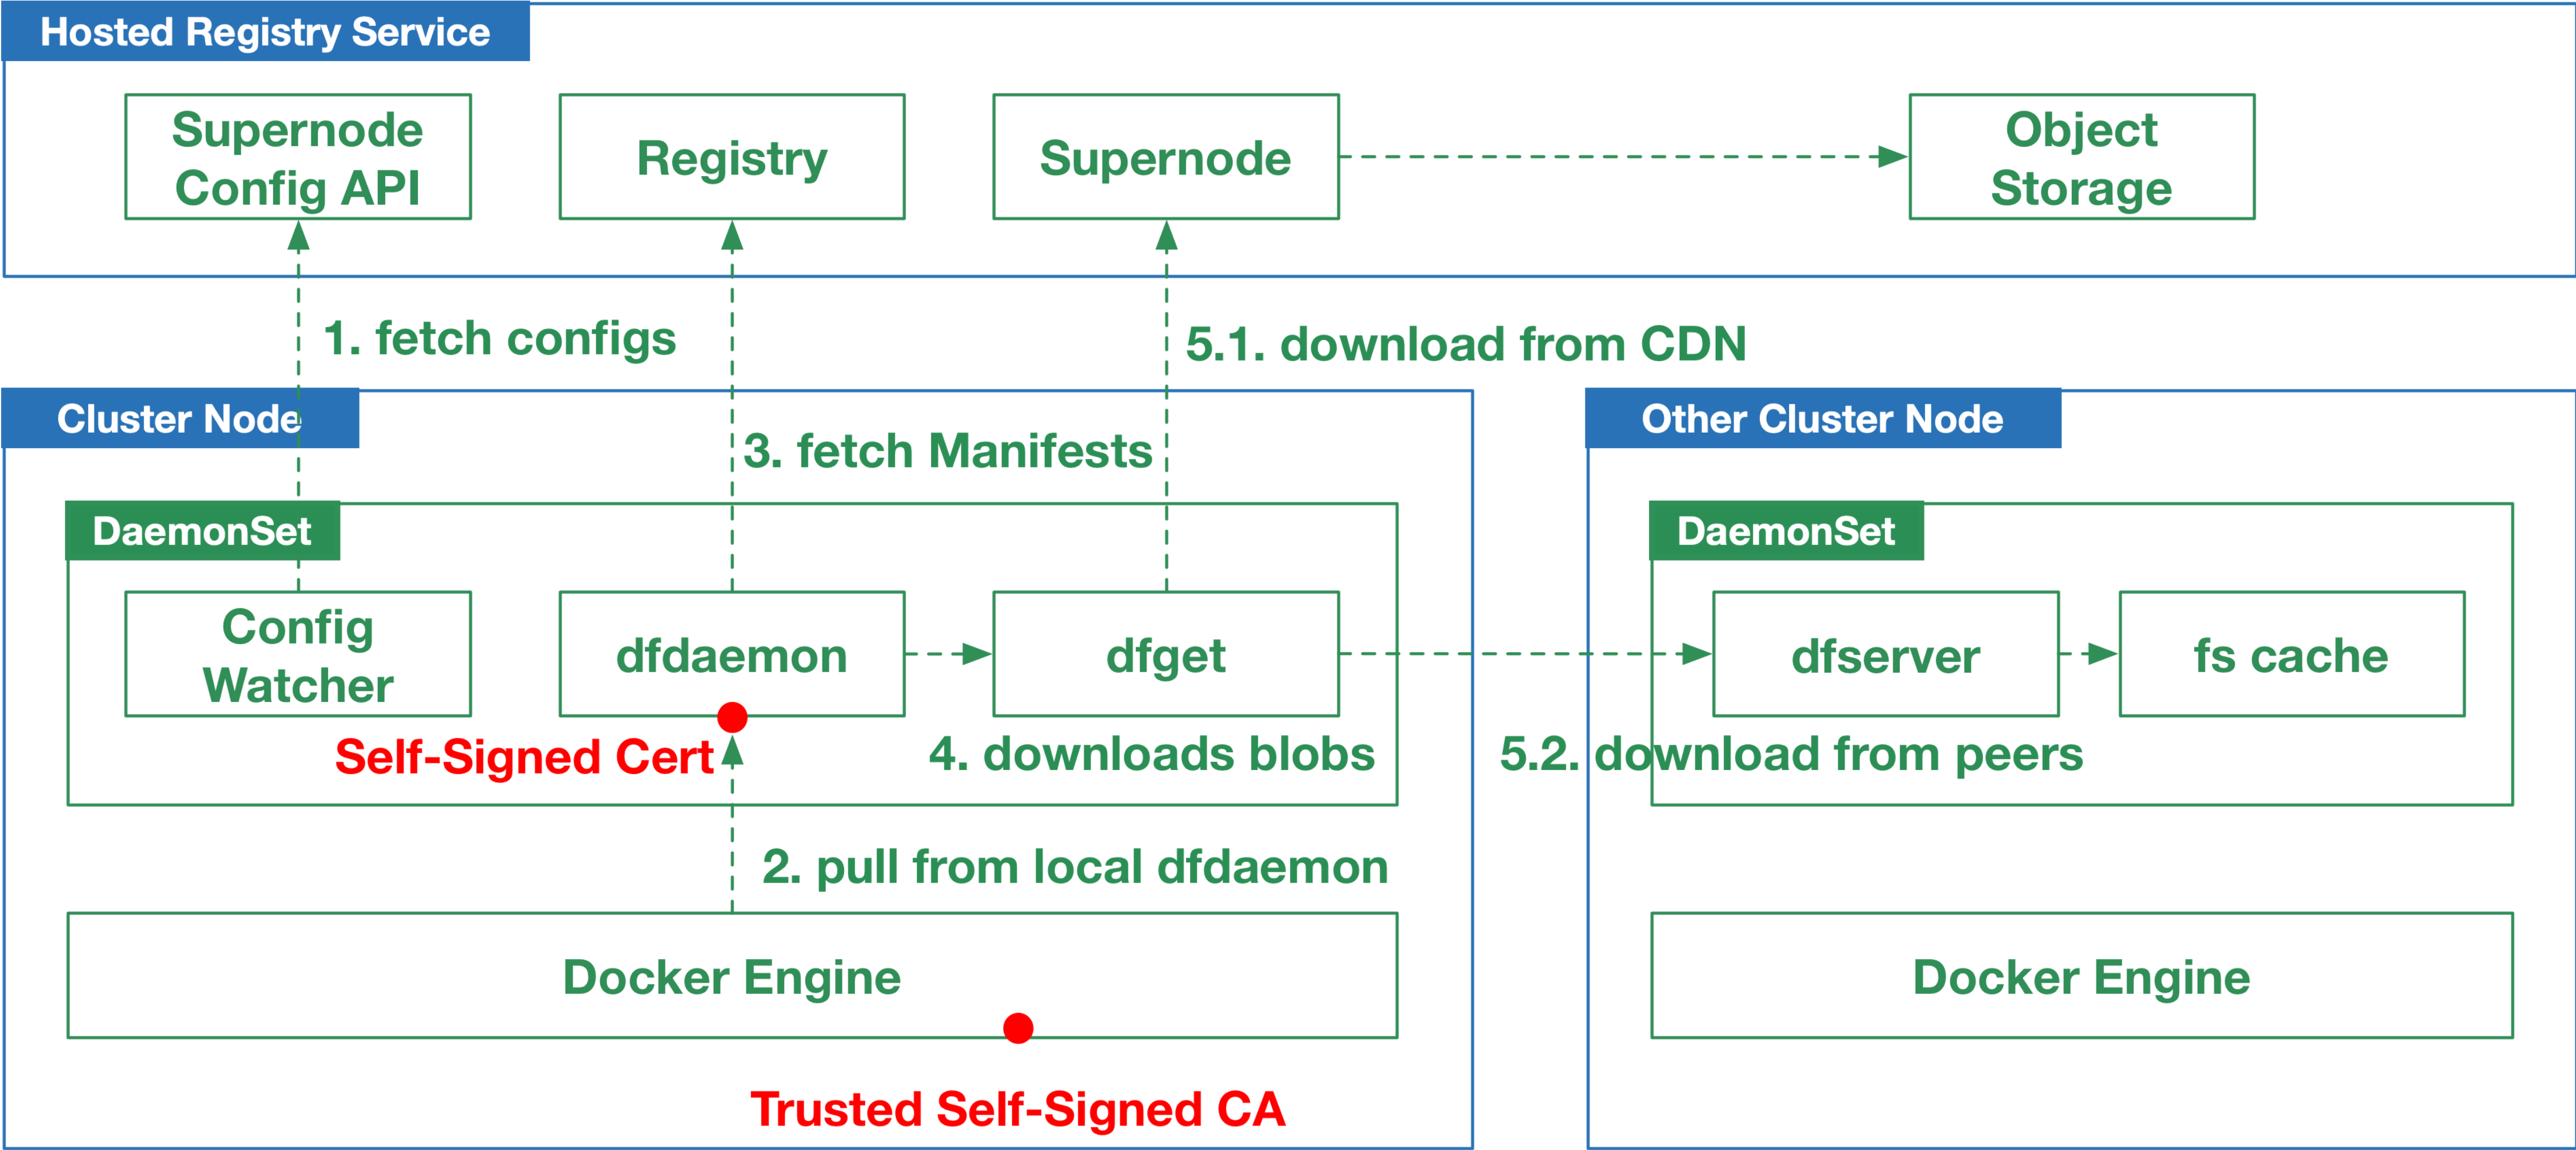 Hosted Registry Service
Supernode
Config API
Registry
Supernode
Object
Storage
1. fetch configs
5.1. download from CDN
Cluster Node
Other Cluster Node
3. fetch Manifests
DaemonSet
DaemonSet
Config
Watcher
dfdaemon
dfget
dfserver
fs cache
Self-Signed Cert
4. downloads blobs
5.2. download from peers
2. pull from local dfdaemon
Docker Engine
Docker Engine
Trusted Self-Signed CA